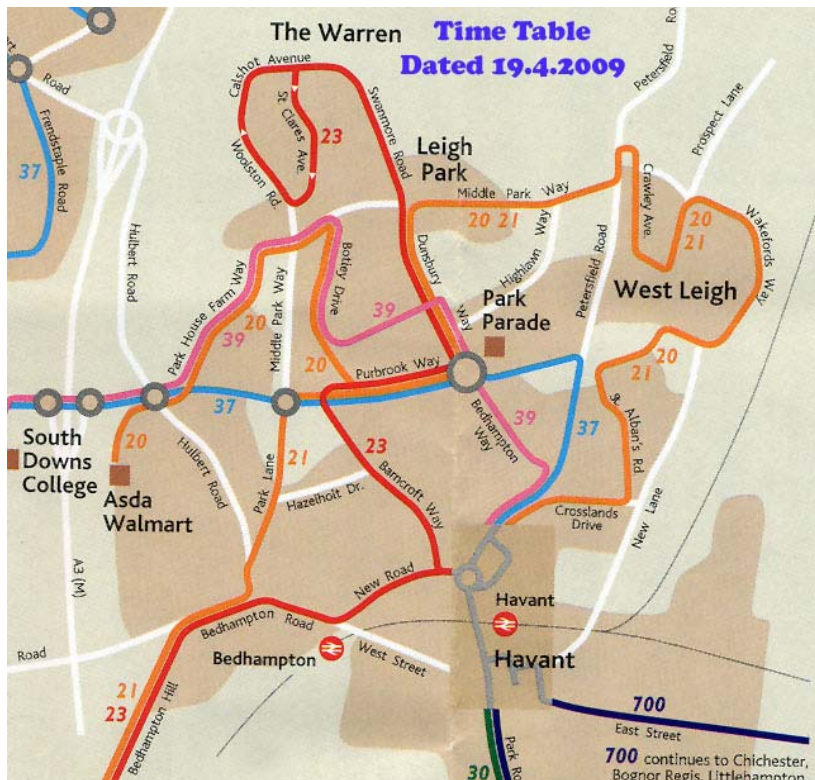 The Warren
Time Table
Dated 19.4.2009
Road
Frendstaple Road
37
Hulbert Road
Calshot Avenue
St Clares Ave.
Woolston Rd.
23
Swanmore Road
Leigh
Park
Middle Park Way
20 21
Dunsbury Way
Highlawn Way
Petersfield Road
Prospect Lane
Crawley Ave.
20
21
Wakefords Way
West Leigh
Petersfield Road
Park House Farm Way
39
20
Middle Park Way
Botley Drive
39
20
Park
Parade
Purbrook Way
37
Bedhampton Way
39
37
20
21
St Alban's Rd.
South
Downs
College
20
Asda
Walmart
Hulbert Road
Park Lane
21
Hazelholt Dr.
23
Barncroft Way
Crosslands
Drive
New Lane
A3 (M)
New Road
Havant
Havant
Bedhampton Road
Bedhampton
West Street
Road
21
23
Bedhampton Hill
700
East Street
30
Park Ro
700 continues to Chichester,
Bognor Regis, Littlehampton,